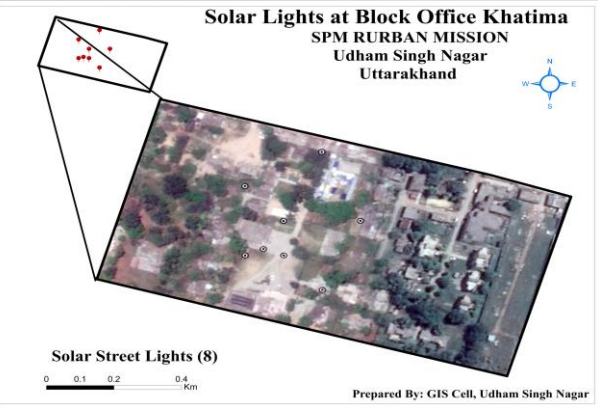 Solar Lights at Block Office Khatima
SPM RURBAN MISSION
Udham Singh Nagar
Uttarakhand
N
W E
S
Solar Street Lights (8)
0 0.1 0.2 0.4
Km
Prepared By: GIS Cell, Udham Singh Nagar